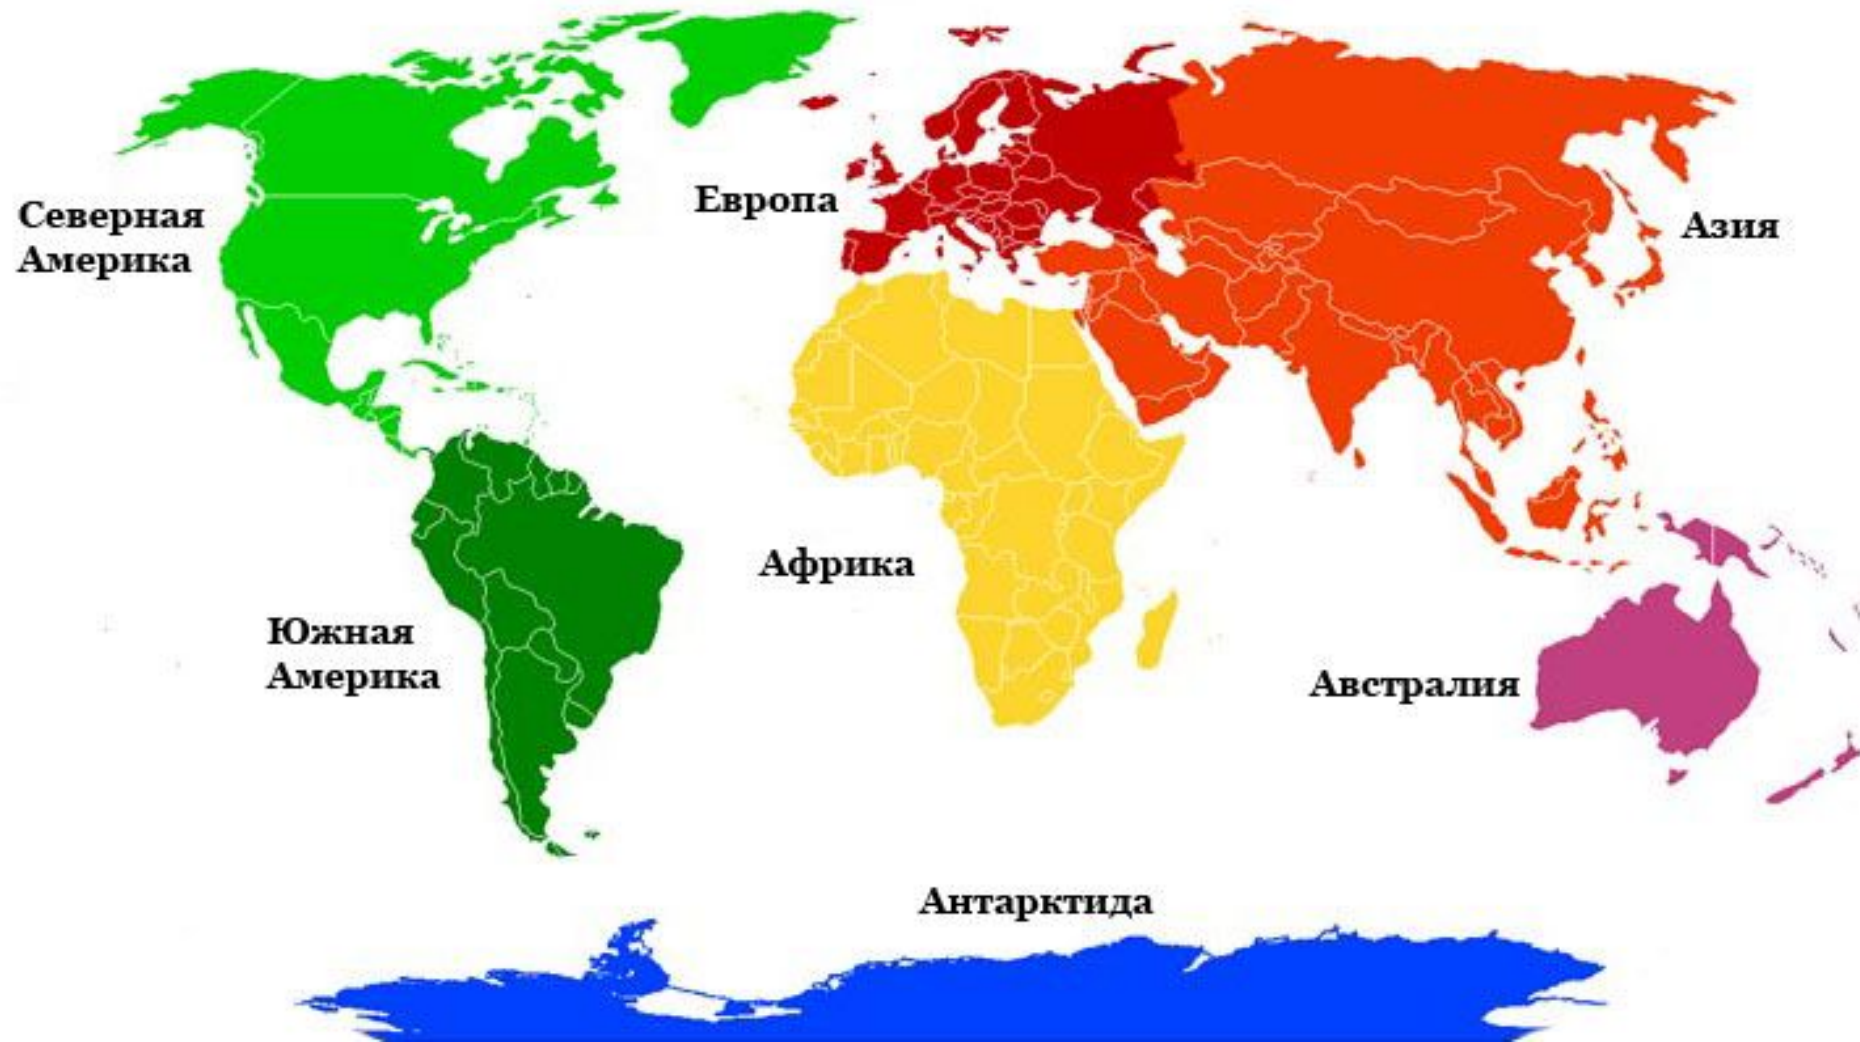 Северная
Америка
Европа
Азия
Африка
Южная
Америка
Австралия
Антарктида